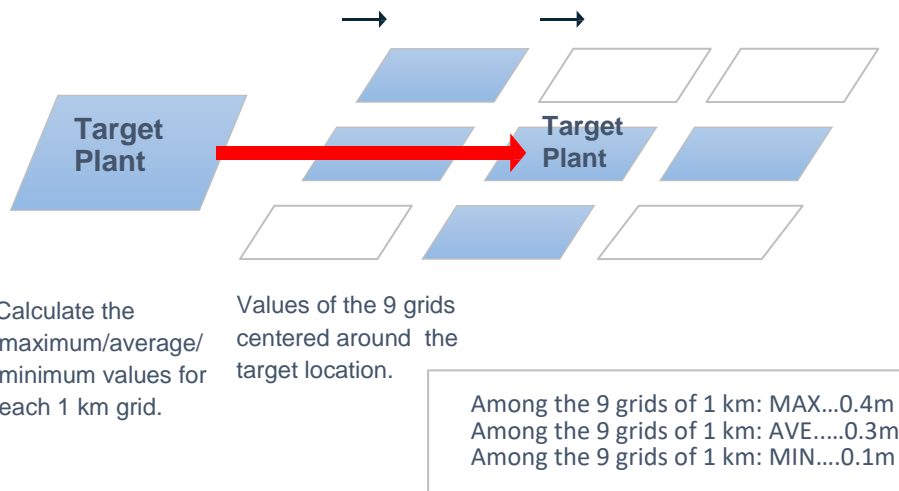 Target
Plant
Target
Plant
Calculate the
maximum/average/
minimum values for
each 1 km grid.
Values of the 9 grids
centered around the
target location.
Among the 9 grids of 1 km: MAX...0.4m
Among the 9 grids of 1 km: AVE.....0.3m
Among the 9 grids of 1 km: MIN....0.1m